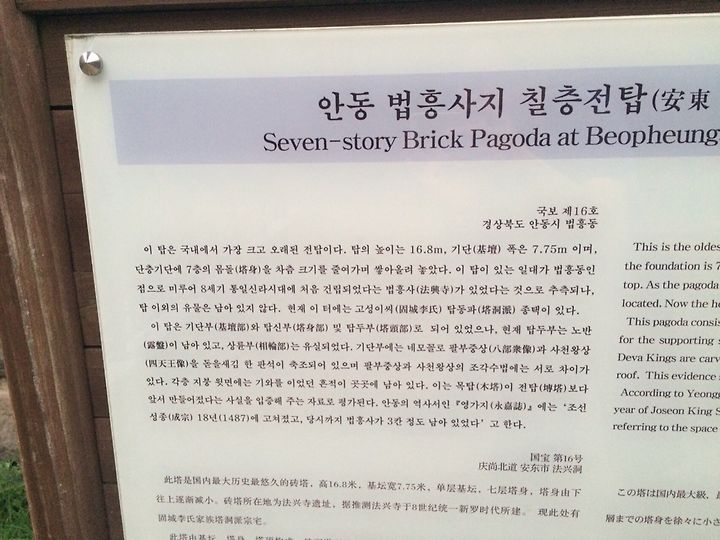 안동 법흥사지 칠층전탑(安東
Seven-story Brick Pagoda at Beopheung
국보 제16호
경상북도 안동시 법흥동
이 탑은 국내에서 가장 크고 오래된 전탑이다. 탑의 높이는 16.8m, 기단(基壇) 폭은 7.75m 이며,
단층기단에 7층의 몸돌(塔身)을 차츰 크기를 줄여가며 쌓아올려 놓았다. 이 탑이 있는 일대가 법흥동인
점으로 미루어 8세기 통일신라시대에 처음 건립되었다는 법흥사(法興寺)가 있었다는 것으로 추측되나,
탑 이외의 유물은 남아 있지 않다. 현재 이 터에는 고성이씨(固城李氏) 탑동파(塔洞派) 종택이 있다.
이 탑은 기단부(基壇部)와 탑신부(塔身部) 및 탑두부(塔頭部)로 되어 있었으나, 현재 탑두부는 노반
(露盤)이 남아 있고, 상륜부(相輪部)는 유실되었다. 기단부에는 네모꼴로 팔부중상(八部衆像)과 사천왕상
(四天王像)을 돋을새김 한 판석이 축조되어 있으며 팔부중상과 사천왕상의 조각수법에는 서로 차이가
있다. 각층 지붕 윗면에는 기와를 이었던 흔적이 곳곳에 남아 있다. 이는 목탑(木塔)이 전탑(塼塔)보다
앞서 만들어졌다는 사실을 입증해 주는 자료로 평가된다. 안동의 역사서인 『영가지(永嘉誌)』에는 ‘조선
성종(成宗) 18년(1487)에 고쳐졌고, 당시까지 법흥사가 3칸 정도 남아 있었다’ 고 한다.
This is the oldes
the foundation is 7
top. As the pagoda
located. Now the h
This pagoda consis
for the supporting s
Deva Kings are carv
roof. This evidence s
According to Yeong
year of Joseon King S
referring to the space
国宝 第16号
庆尚北道 安东市 法兴洞
此塔是国内最大历史最悠久的砖塔，高16.8米，基坛宽7.75米，单层基坛，七层塔身，塔身由下
往上逐渐减小。砖塔所在地为法兴寺遗址，据推测法兴寺于8世纪统一新罗时代所建。 现此处有
固城李氏家族塔洞派宗宅。
此塔由基坛、塔身、塔顶构成
この塔は国内最大級、
層までの塔身を徐々に小さ